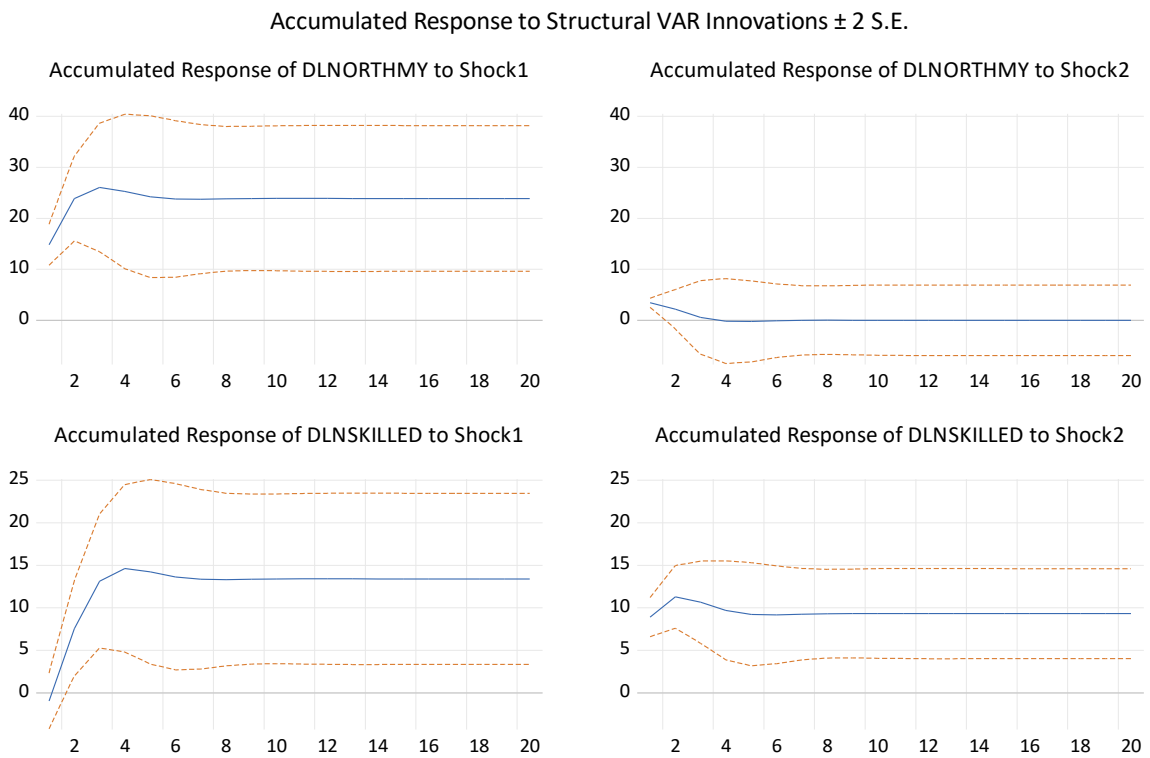 Accumulated Response to Structural VAR Innovations ± 2 S.E.
Accumulated Response of DLNORTHMY to Shock1
40
30
20
10
0
2 4 6 8 10 12 14 16 18 20
Accumulated Response of DLNORTHMY to Shock2
40
30
20
10
0
2 4 6 8 10 12 14 16 18 20
Accumulated Response of DLNSKILLED to Shock1
25
20
15
10
5
0
2 4 6 8 10 12 14 16 18 20
Accumulated Response of DLNSKILLED to Shock2
25
20
15
10
5
0
2 4 6 8 10 12 14 16 18 20